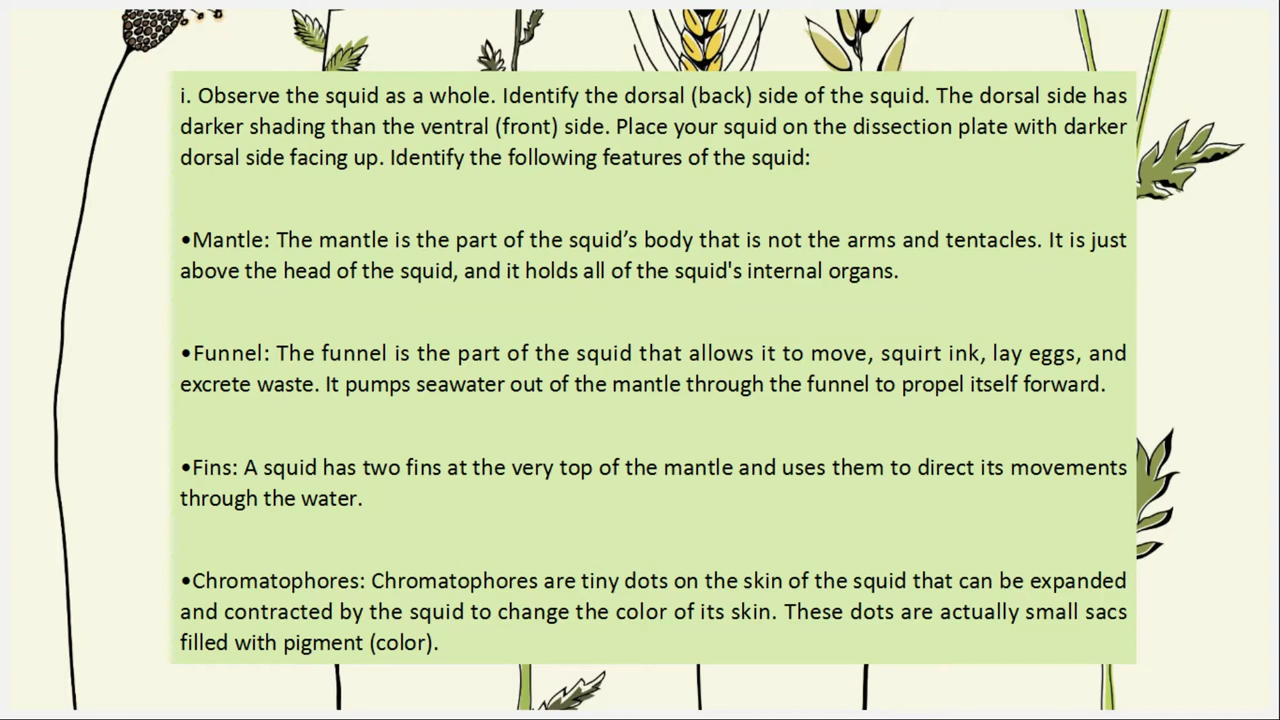 i. Observe the squid as a whole. Identify the dorsal (back) side of the squid. The dorsal side has
darker shading than the ventral (front) side. Place your squid on the dissection plate with darker
dorsal side facing up. Identify the following features of the squid:
•Mantle: The mantle is the part of the squid’s body that is not the arms and tentacles. It is just
above the head of the squid, and it holds all of the squid's internal organs.
•Funnel: The funnel is the part of the squid that allows it to move, squirt ink, lay eggs, and
excrete waste. It pumps seawater out of the mantle through the funnel to propel itself forward.
•Fins: A squid has two fins at the very top of the mantle and uses them to direct its movements
through the water.
•Chromatophores: Chromatophores are tiny dots on the skin of the squid that can be expanded
and contracted by the squid to change the color of its skin. These dots are actually small sacs
filled with pigment (color).